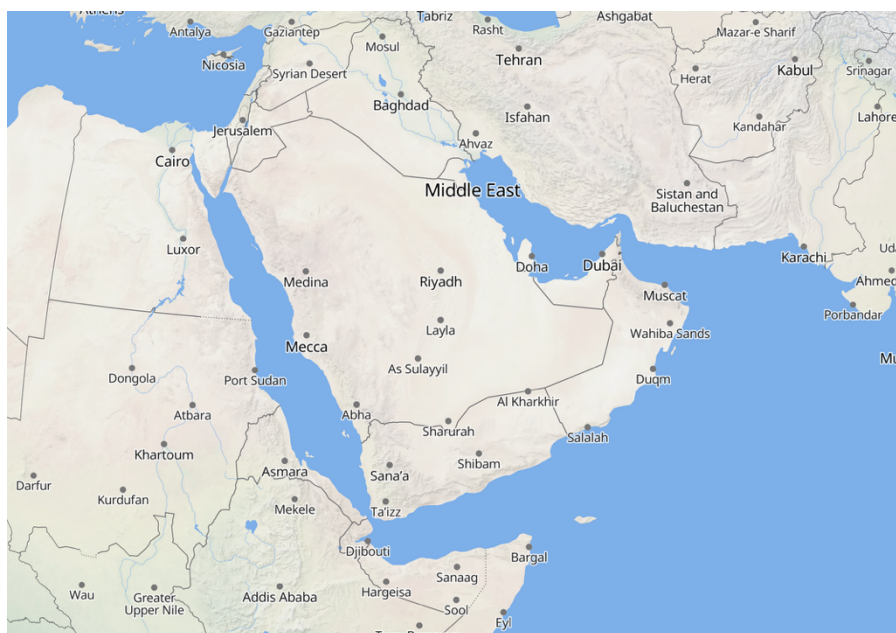 Athens
Antalya
Gaziantep
Tabriz
Rasht
Ashgabat
Mazar-e Sharif
Nicosia
Mosul
Syrian Desert
Tehran
Herat
Kabul
Srinagar
Baghdad
Isfahan
Kandahar
Lahore
Jerusalem
Ahvaz
Cairo
Middle East
Sistan and
Baluchestan
Luxor
Medina
Riyadh
Doha
Dubai
Karachi
Muscat
Porbandar
Layla
Wahiba Sands
Mecca
As Sulayyil
Dongola
Port Sudan
Duqm
Al Kharkhir
Atbara
Abha
Sharurah
Salalah
Khartoum
Shibam
Asmara
Sana'a
Darfur
Kurdufan
Mekele
Ta'izz
Djibouti
Bargal
Sanaag
Wau
Greater
Upper Nile
Addis Ababa
Hargeisa
Sool
Eyl